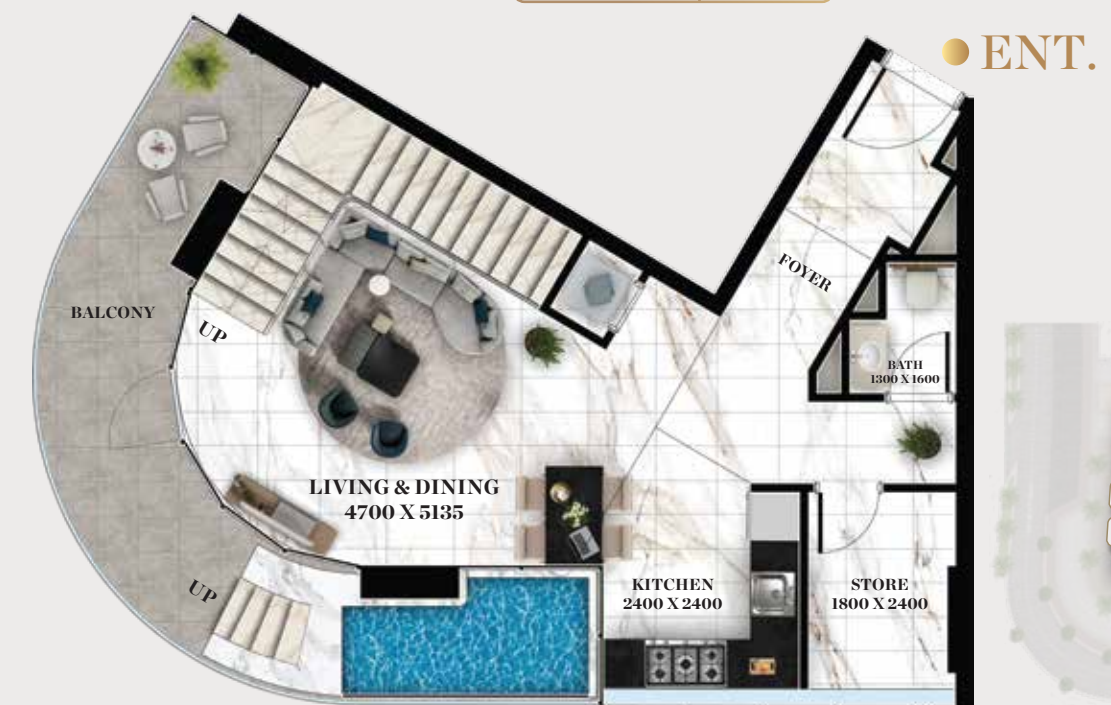 ENT.
FOYER
BALCONY
UP
BATH
1300 X 1600
LIVING & DINING
4700 X 5135
UP
KITCHEN
2400 X 2400
STORE
1800 X 2400